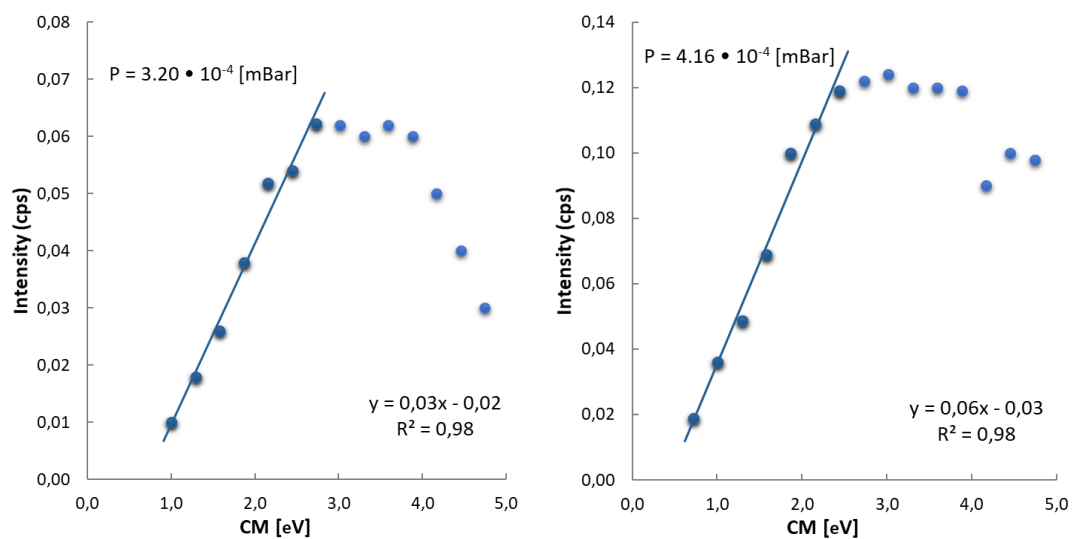 0,08
0,07
0,06
0,05
0,04
0,03
0,02
0,01
0,00
Intensity (cps)
P = 3.20 • 10⁻⁴ [mBar]
y = 0,03x - 0,02
R² = 0,98
0,0 1,0 2,0 3,0 4,0 5,0
CM [eV]
0,14
0,12
0,10
0,08
0,06
0,04
0,02
0,00
Intensity (cps)
P = 4.16 • 10⁻⁴ [mBar]
y = 0,06x - 0,03
R² = 0,98
0,0 1,0 2,0 3,0 4,0 5,0
CM [eV]